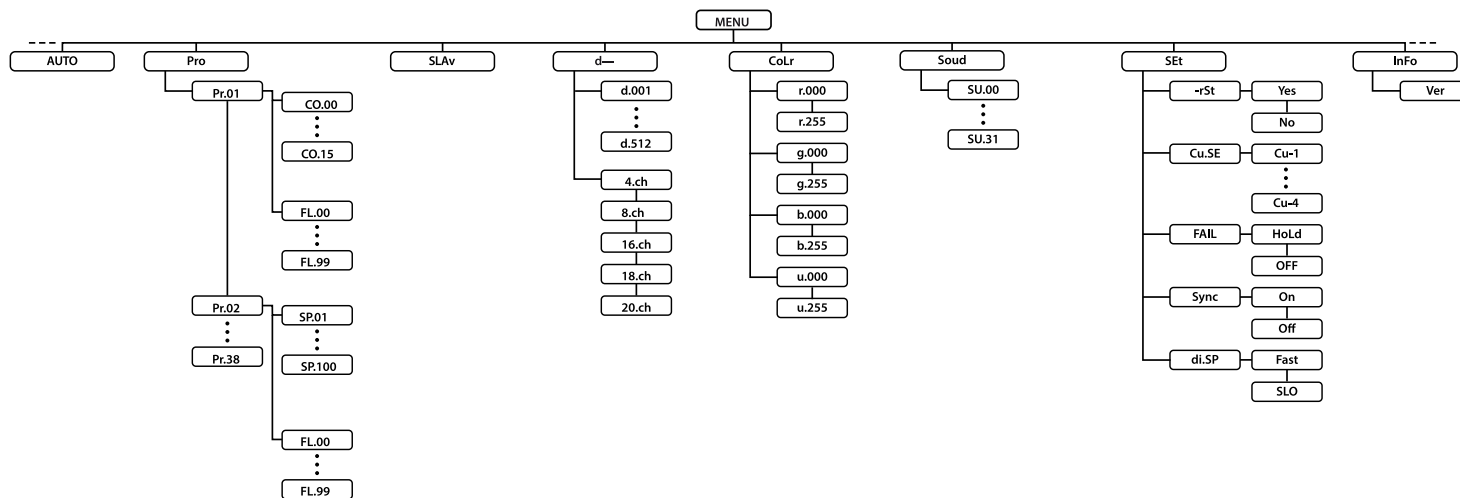 MENU
AUTO
Pro
SLAv
d—
CoLr
Soud
SEt
InFo
Pr.01
CO.00
CO.15
FL.00
FL.99
Pr.02
Pr.38
SP.01
SP.100
FL.00
FL.99
d.001
d.512
4.ch
8.ch
16.ch
18.ch
20.ch
r.000
r.255
g.000
g.255
b.000
b.255
u.000
u.255
SU.00
SU.31
-rSt
Yes
No
Cu.SE
Cu-1
Cu-4
FAIL
HoLd
OFF
Sync
On
Off
di.SP
Fast
SLO
Ver